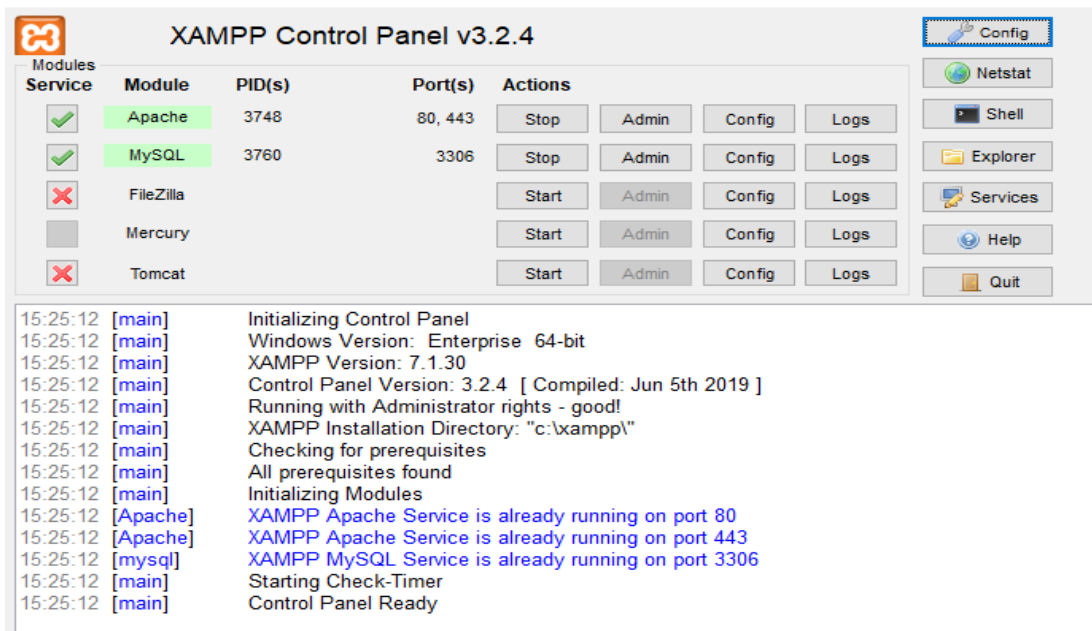 XAMPP Control Panel v3.2.4
Config
Modules
Service Module PID(s) Port(s) Actions
Netstat
Apache 3748 80, 443 Stop Admin Config Logs
Shell
MySQL 3760 3306 Stop Admin Config Logs
Explorer
FileZilla Start Admin Config Logs
Services
Mercury Start Admin Config Logs
Help
Tomcat Start Admin Config Logs
Quit
15:25:12 [main] Initializing Control Panel
15:25:12 [main] Windows Version: Enterprise 64-bit
15:25:12 [main] XAMPP Version: 7.1.30
15:25:12 [main] Control Panel Version: 3.2.4 [ Compiled: Jun 5th 2019 ]
15:25:12 [main] Running with Administrator rights - good!
15:25:12 [main] XAMPP Installation Directory: "c:\xampp\"
15:25:12 [main] Checking for prerequisites
15:25:12 [main] All prerequisites found
15:25:12 [main] Initializing Modules
15:25:12 [Apache] XAMPP Apache Service is already running on port 80
15:25:12 [Apache] XAMPP Apache Service is already running on port 443
15:25:12 [mysql] XAMPP MySQL Service is already running on port 3306
15:25:12 [main] Starting Check-Timer
15:25:12 [main] Control Panel Ready